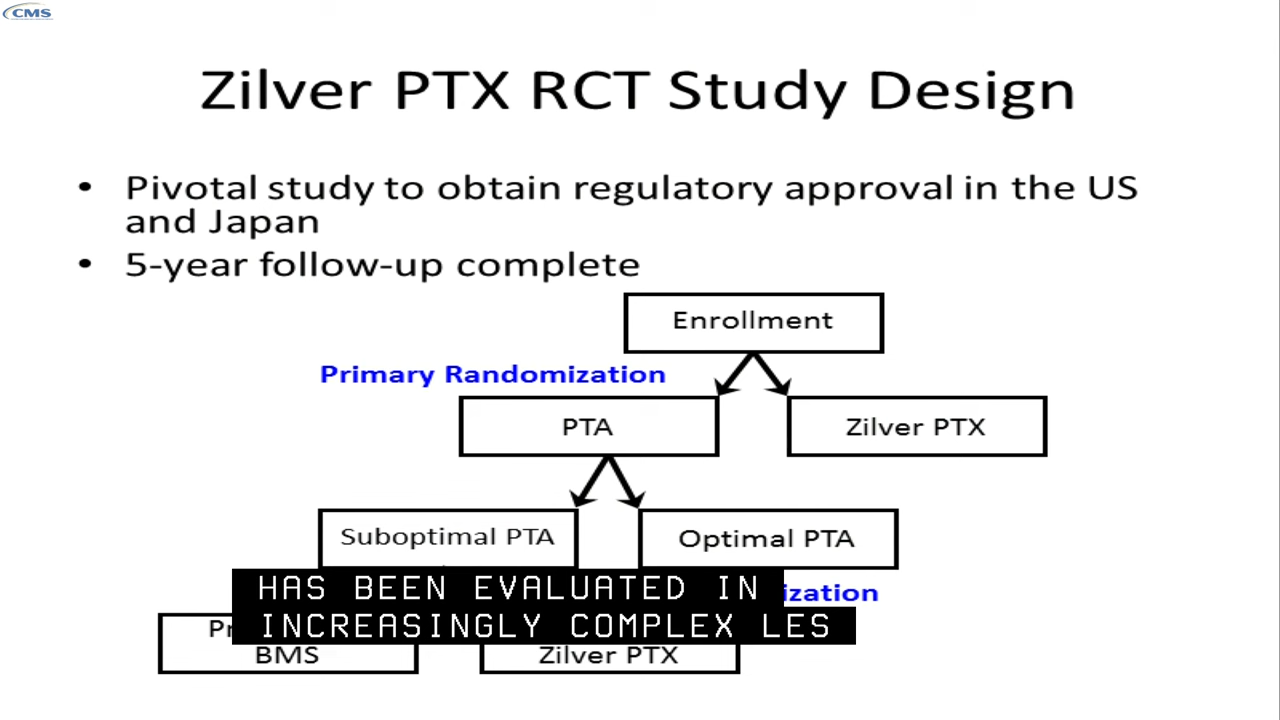 CMS
Zilver PTX RCT Study Design
• Pivotal study to obtain regulatory approval in the US
and Japan
• 5-year follow-up complete
Enrollment
Primary Randomization
PTA
Zilver PTX
Suboptimal PTA
Optimal PTA
HAS BEEN EVALUATED IN
INCREASINGLY COMPLEX LES
BMS
Zilver PTX